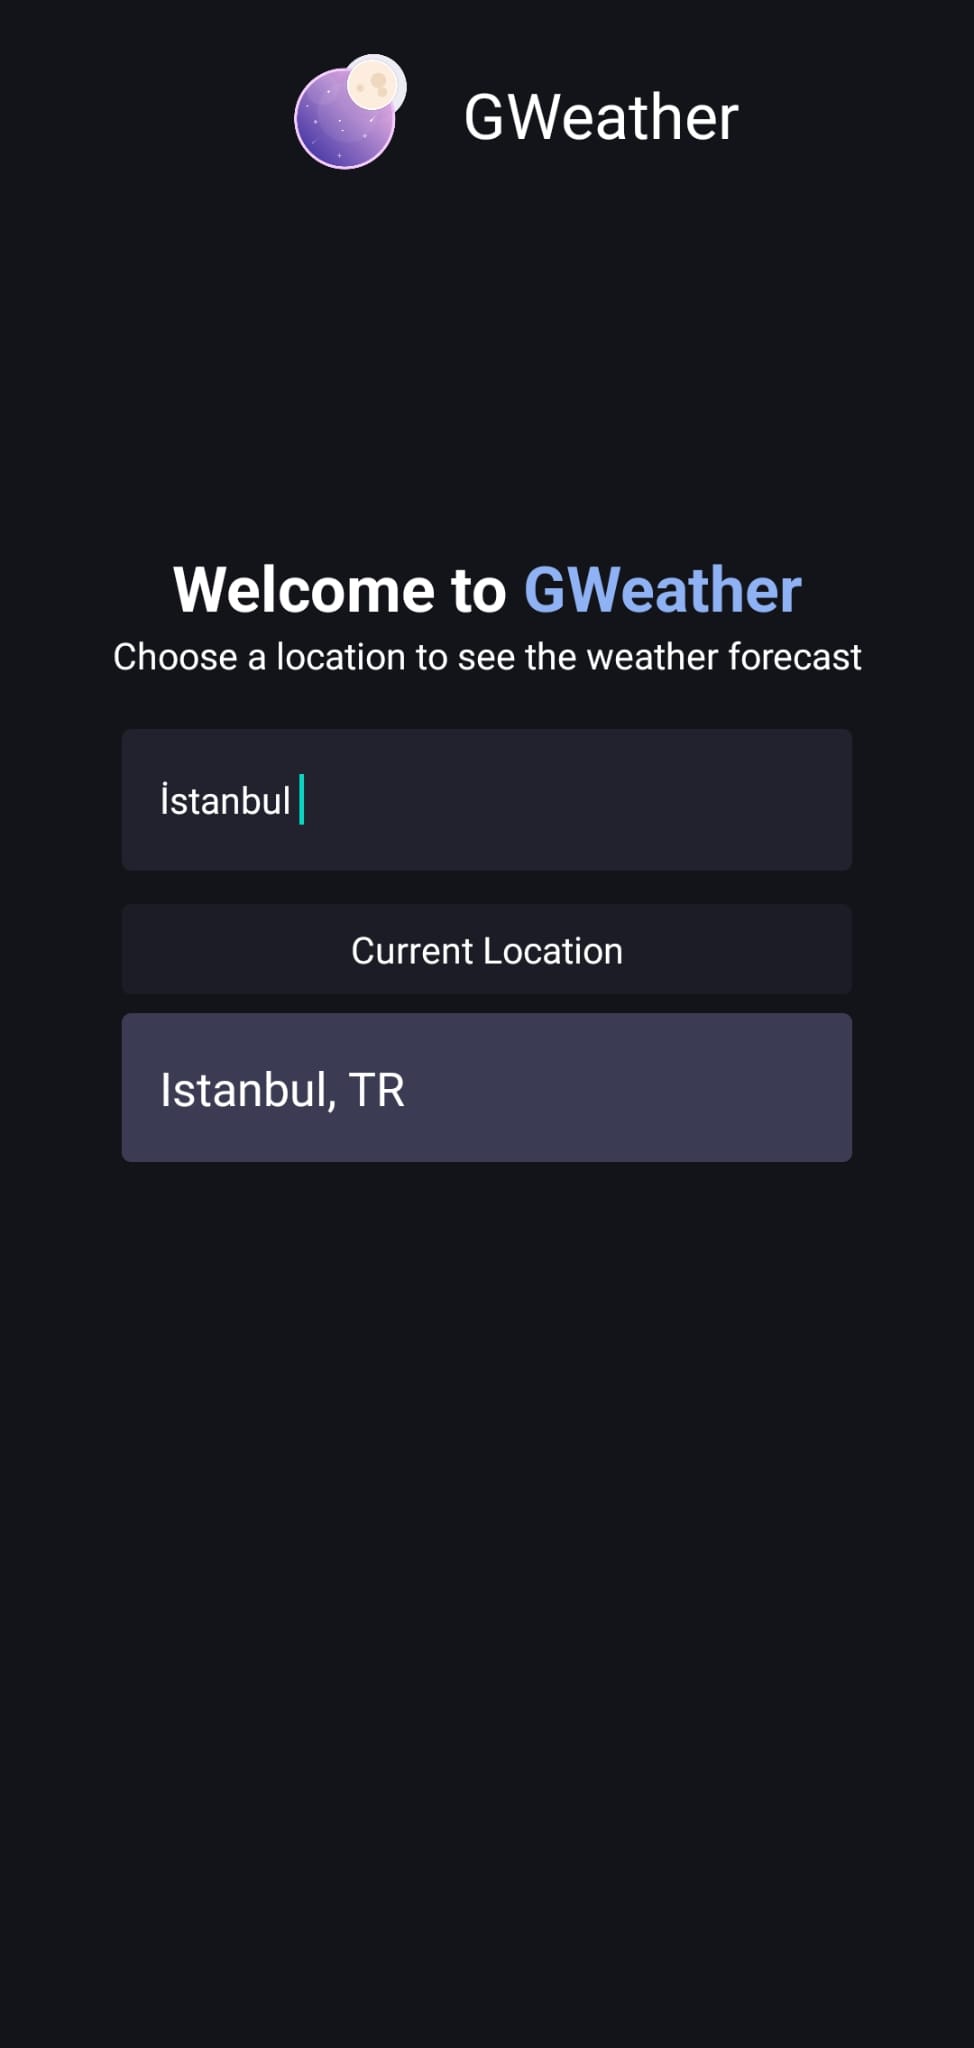 GWeather
Welcome to GWeather
Choose a location to see the weather forecast
İstanbul
Current Location
Istanbul, TR